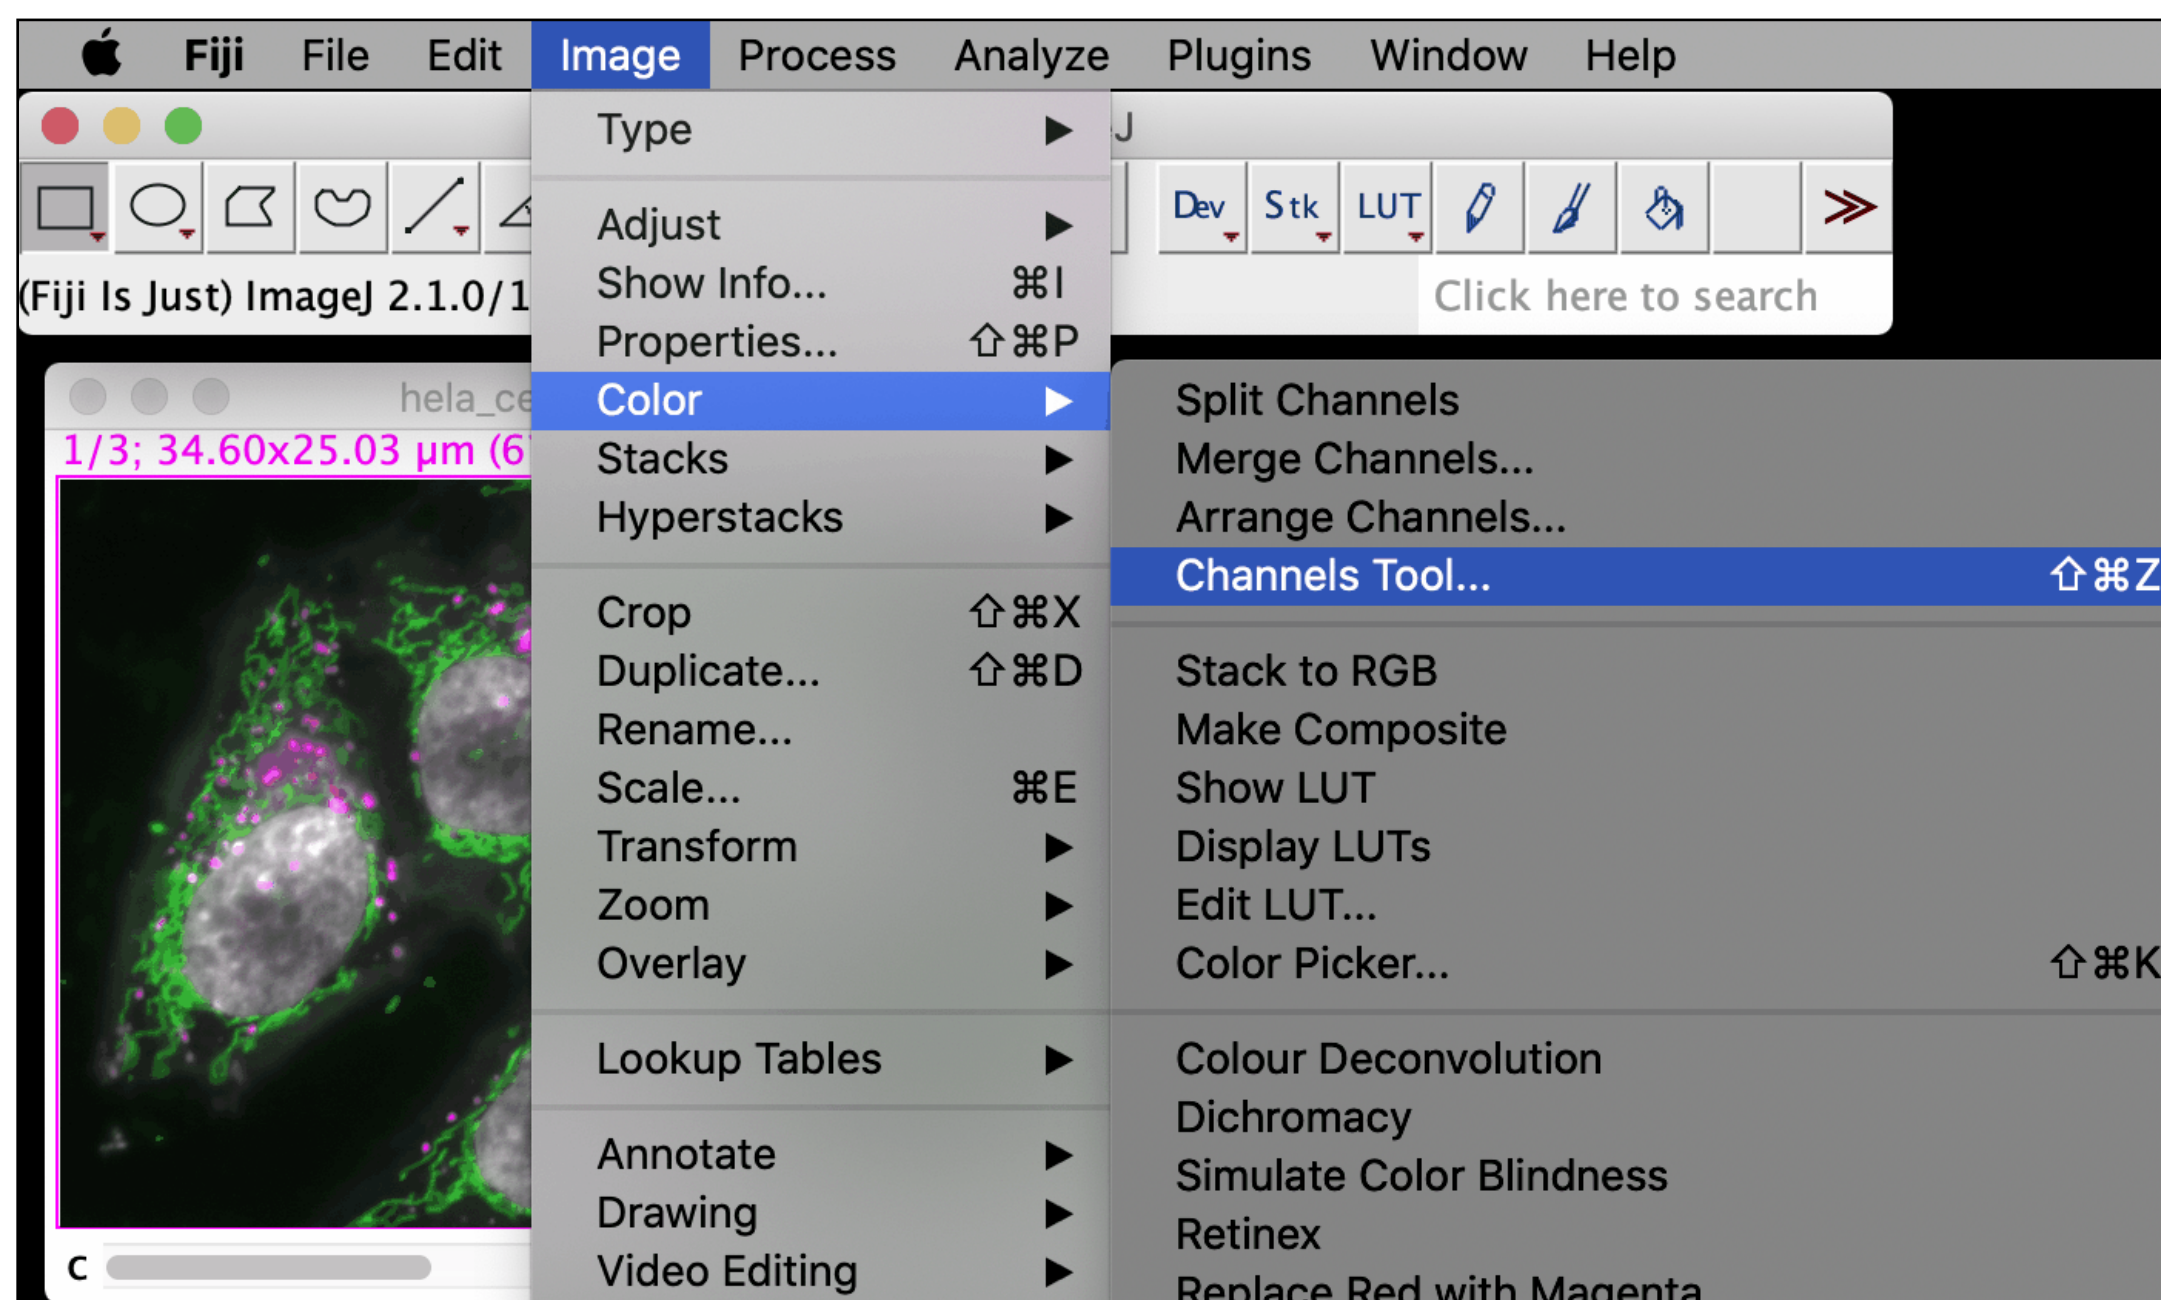 Fiji File Edit Image Process Analyze Plugins Window Help
J
Dev Stk LUT
(Fiji Is Just) ImageJ 2.1.0/1
Click here to search
hela_ce
1/3; 34.60x25.03 µm (6
c
Type
Adjust
Show Info... ⌘I
Properties... ⇧⌘P
Color
Stacks
Hyperstacks
Crop ⇧⌘X
Duplicate... ⇧⌘D
Rename...
Scale... ⌘E
Transform
Zoom
Overlay
Lookup Tables
Annotate
Drawing
Video Editing
Split Channels
Merge Channels...
Arrange Channels...
Channels Tool... ⇧⌘Z
Stack to RGB
Make Composite
Show LUT
Display LUTs
Edit LUT...
Color Picker... ⇧⌘K
Colour Deconvolution
Dichromacy
Simulate Color Blindness
Retinex
Replace Red with Magenta